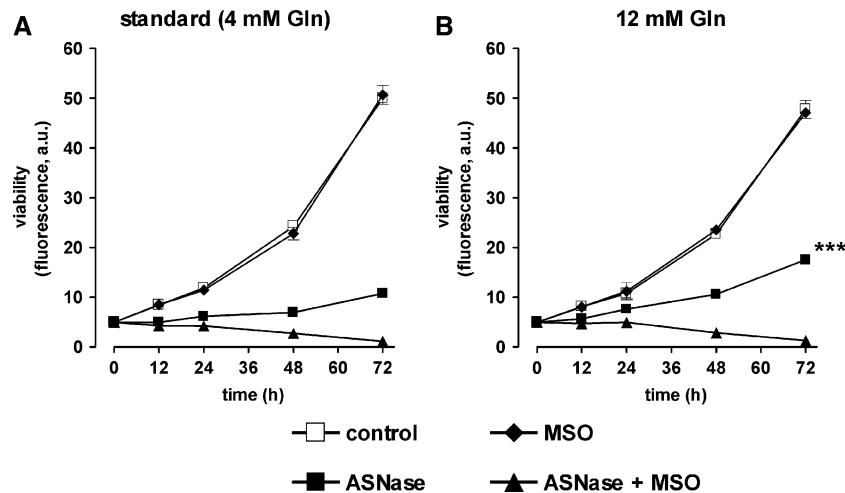 A
standard (4 mM Gln)
60
50
40
30
20
10
0
viability
(fluorescence, a.u.)
0 12 24 36 48 60 72
time (h)
B
12 mM Gln
60
50
40
30
20
10
0
viability
(fluorescence, a.u.)
***
0 12 24 36 48 60 72
time (h)
control
MSO
ASNase
ASNase + MSO